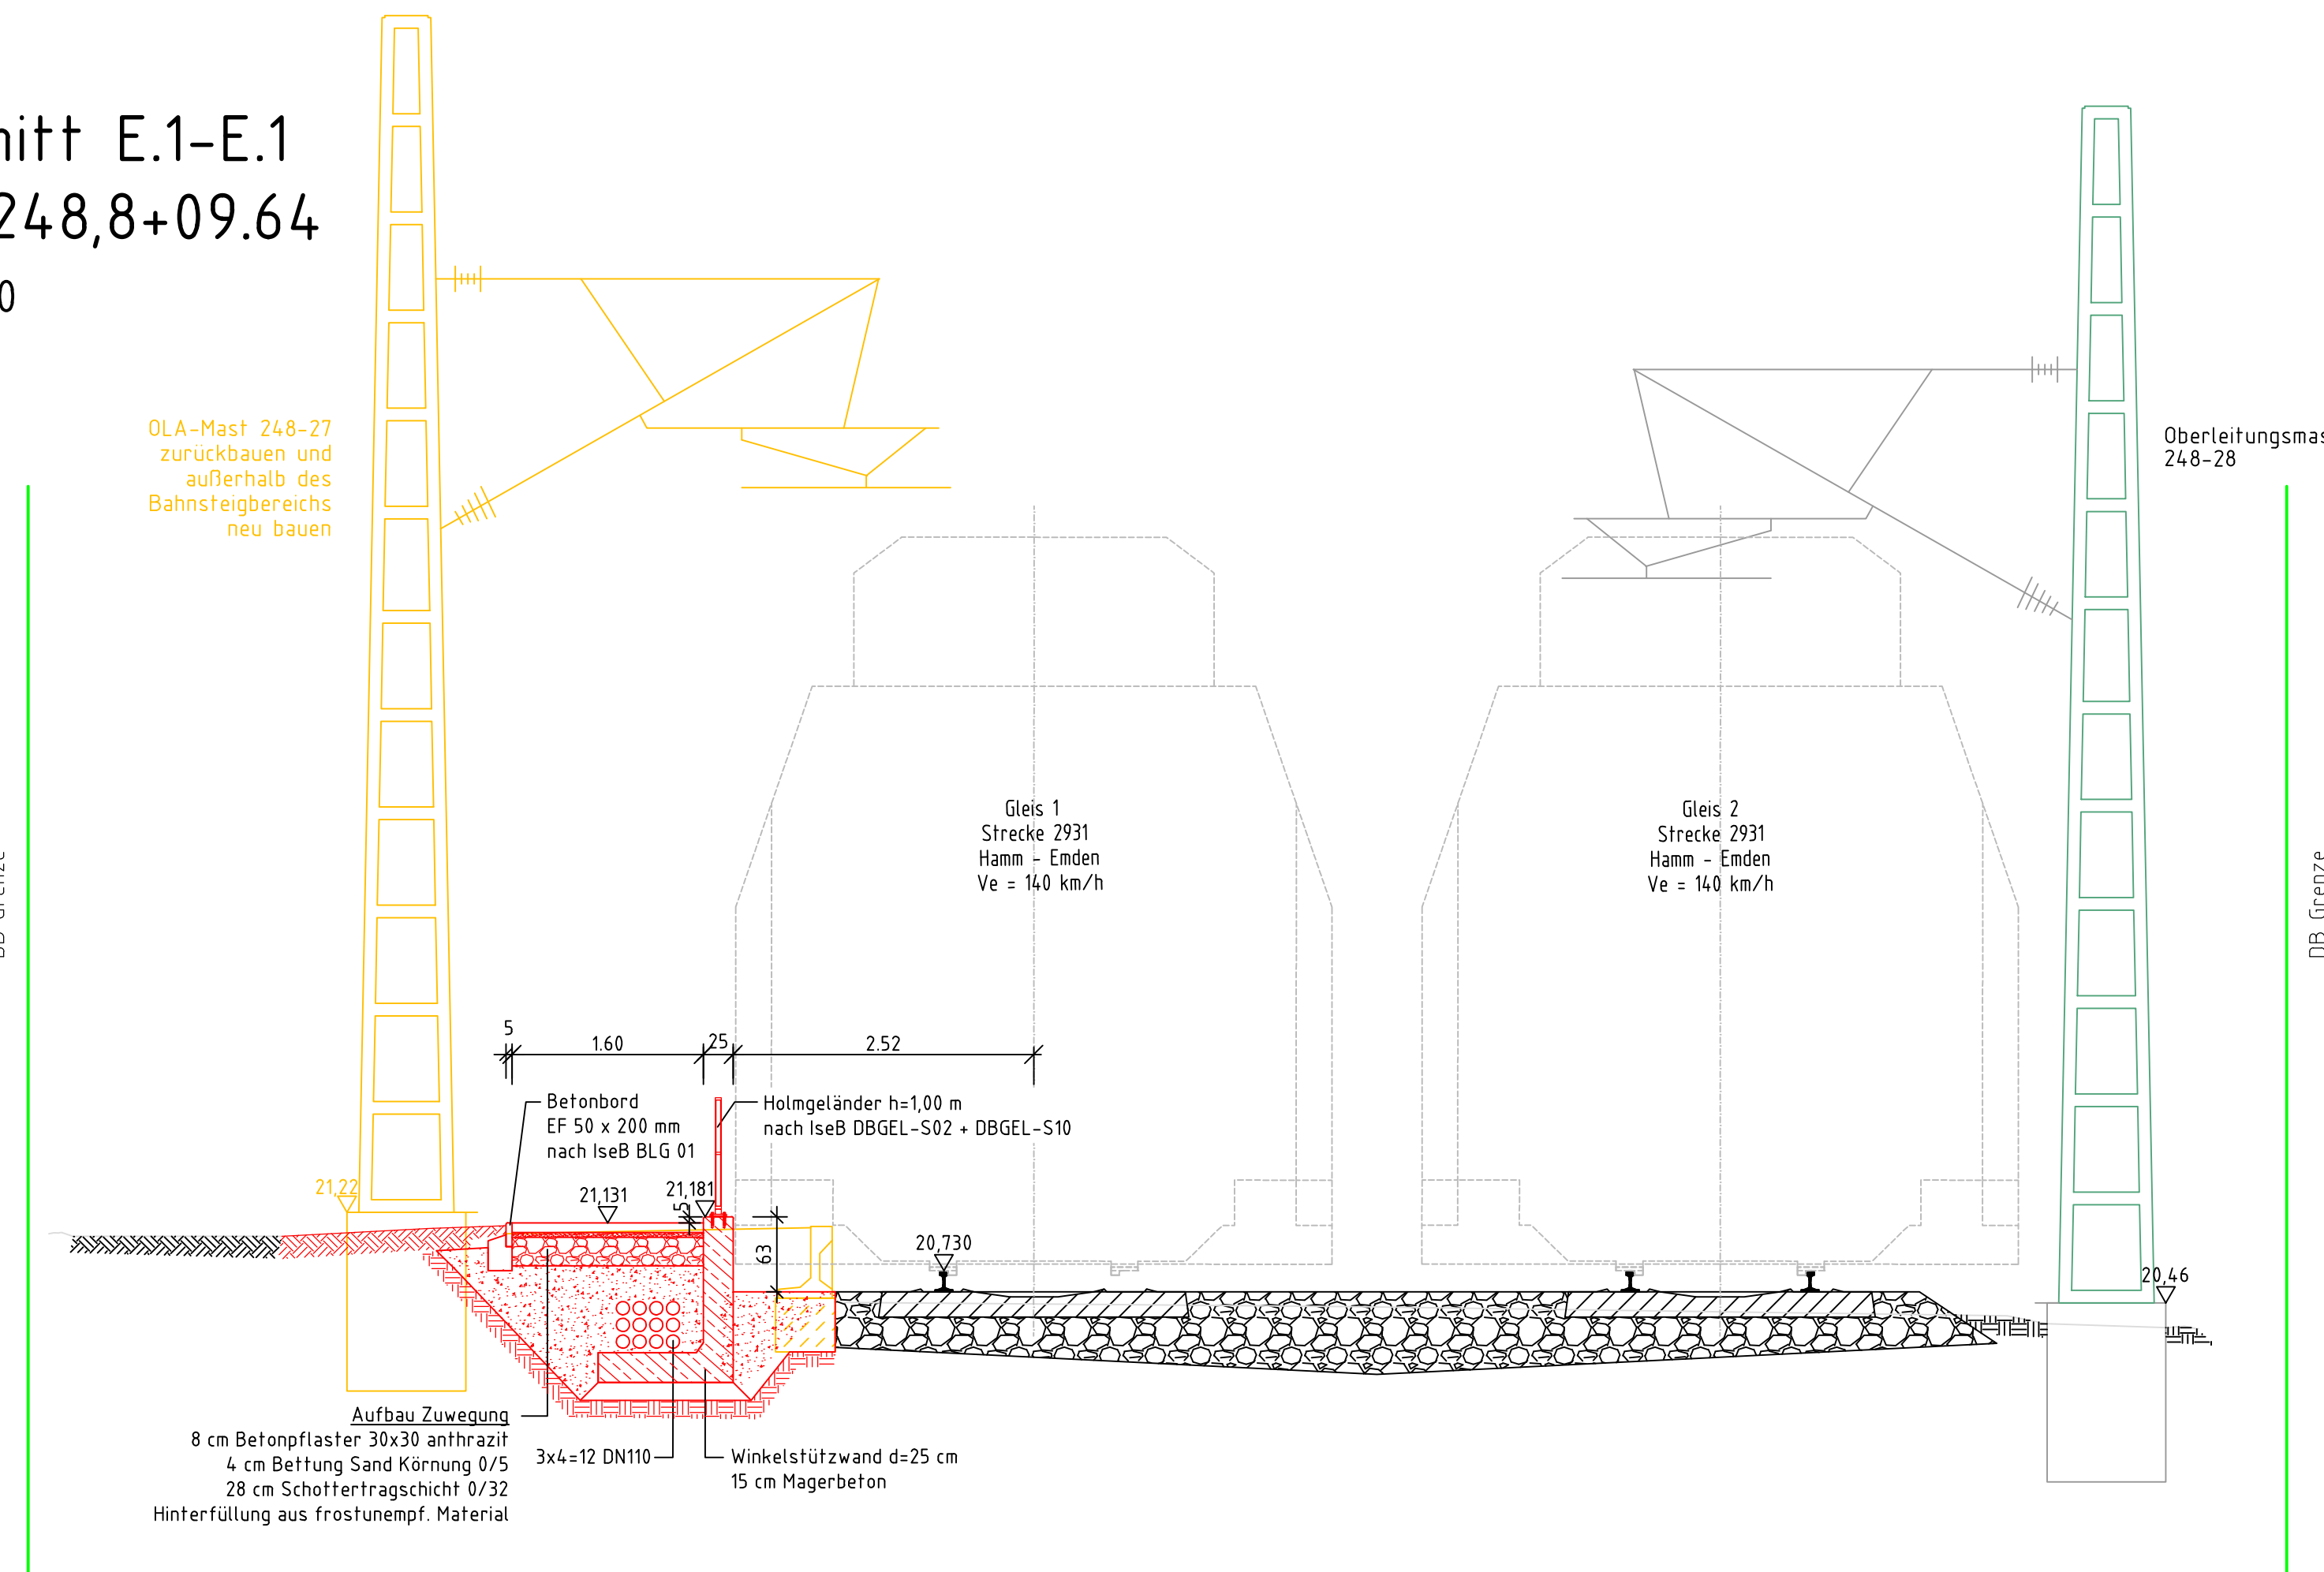 nitt E.1-E.1
248,8+09.64
0
OLA-Mast 248-27
zurückbauen und
außerhalb des
Bahnsteigbereichs
neu bauen
Oberleitungsmas
248-28
Gleis 1
Strecke 2931
Hamm - Emden
Ve = 140 km/h
Gleis 2
Strecke 2931
Hamm - Emden
Ve = 140 km/h
DB Grenze
DB Grenze
5
1.60
25
2.52
Betonbord
EF 50 x 200 mm
nach IseB BLG 01
Holmgeländer h=1,00 m
nach IseB DBGEL-S02 + DBGEL-S10
21,22
21,131
21,181
5
63
20,730
20,46
Aufbau Zuwegung
8 cm Betonpflaster 30x30 anthrazit
4 cm Bettung Sand Körnung 0/5
28 cm Schottertragschicht 0/32
Hinterfüllung aus frostunempf. Material
3x4=12 DN110
Winkelstützwand d=25 cm
15 cm Magerbeton